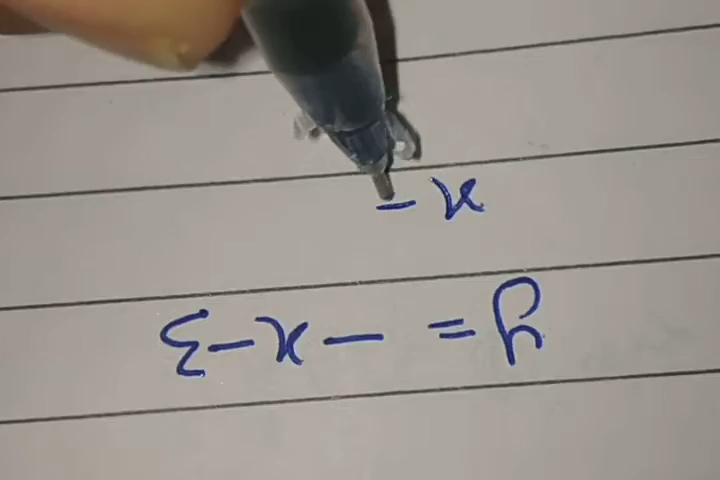 y = -x-3
x -